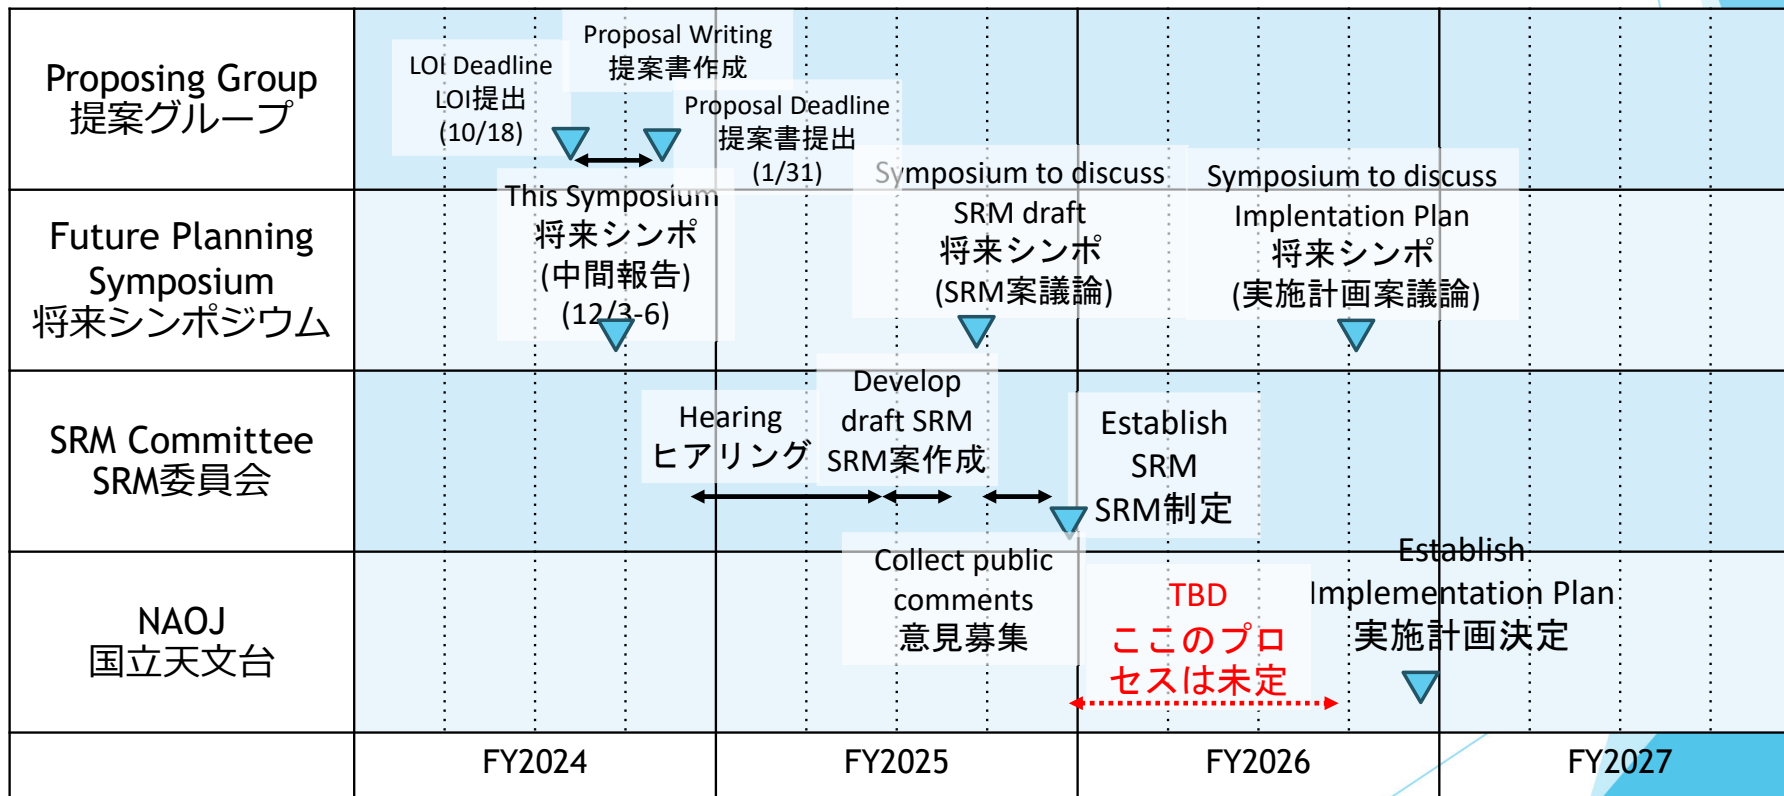 Proposing Group
提案グループ
LOI Deadline
LOI提出
(10/18)
Proposal Writing
提案書作成
Proposal Deadline
提案書提出
(1/31)
Future Planning
Symposium
将来シンポジウム
This Symposium
将来シンポ
(中間報告)
(12/3-6)
Symposium to discuss
SRM draft
将来シンポ
(SRM案議論)
Symposium to discuss
Implentation Plan
将来シンポ
(実施計画案議論)
SRM Committee
SRM委員会
Hearing
ヒアリング
Develop
draft SRM
SRM案作成
Establish
SRM
SRM制定
NAOJ
国立天文台
Collect public
comments
意見募集
TBD
ここのプロ
セスは未定
Establish
Implementation Plan
実施計画決定
FY2024
FY2025
FY2026
FY2027